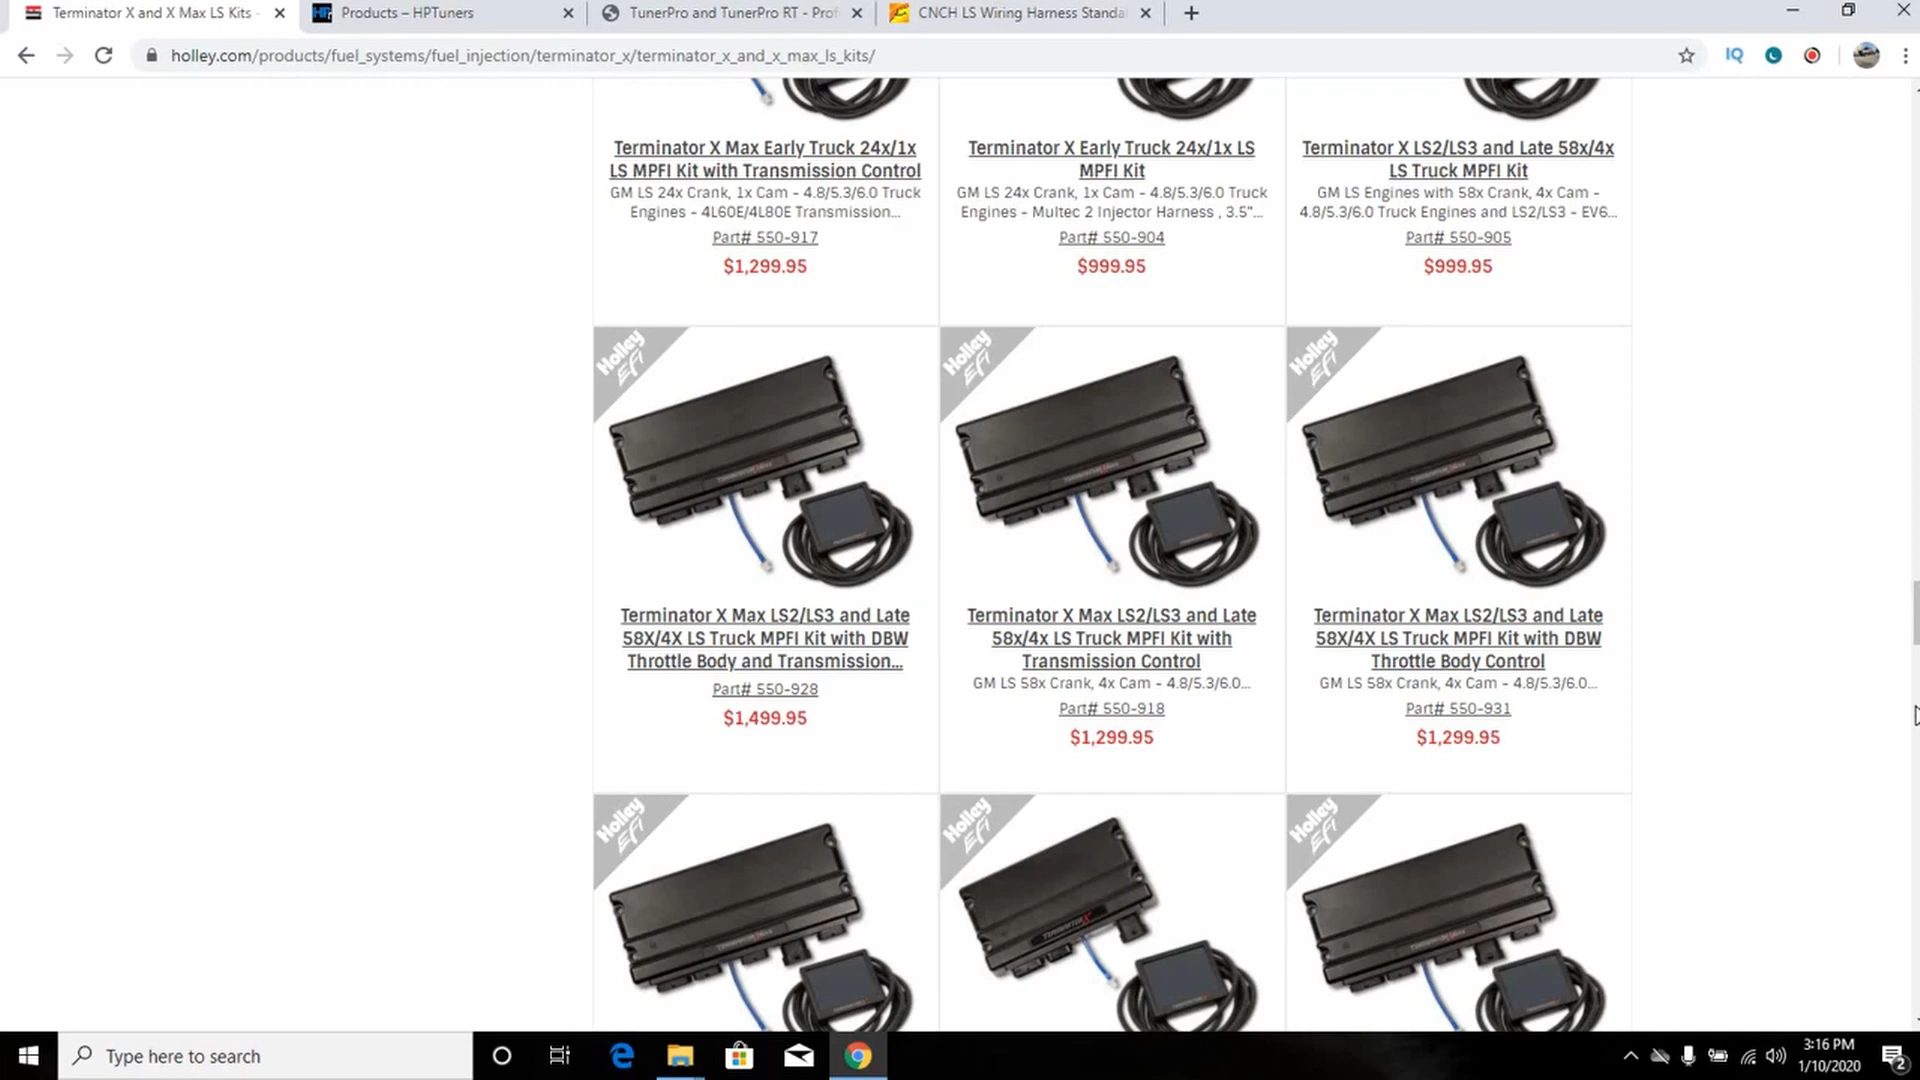 Terminator X and X Max LS Kits -
Products – HPTuners
TunerPro and TunerPro RT - Prof
CNCH LS Wiring Harness Standa
holley.com/products/fuel_systems/fuel_injection/terminator_x/terminator_x_and_x_max_ls_kits/
IQ
Terminator X Max Early Truck 24x/1x
LS MPFI Kit with Transmission Control
GM LS 24x Crank, 1x Cam - 4.8/5.3/6.0 Truck
Engines - 4L60E/4L80E Transmission...
Part# 550-917
$1,299.95
Terminator X Early Truck 24x/1x LS
MPFI Kit
GM LS 24x Crank, 1x Cam - 4.8/5.3/6.0 Truck
Engines - Multec 2 Injector Harness , 3.5"...
Part# 550-904
$999.95
Terminator X LS2/LS3 and Late 58x/4x
LS Truck MPFI Kit
GM LS Engines with 58x Crank, 4x Cam -
4.8/5.3/6.0 Truck Engines and LS2/LS3 - EV6...
Part# 550-905
$999.95
Holley
EFI
Holley
EFI
Holley
EFI
Terminator X Max LS2/LS3 and Late
58X/4X LS Truck MPFI Kit with DBW
Throttle Body and Transmission...
Part# 550-928
$1,499.95
Terminator X Max LS2/LS3 and Late
58x/4x LS Truck MPFI Kit with
Transmission Control
GM LS 58x Crank, 4x Cam - 4.8/5.3/6.0...
Part# 550-918
$1,299.95
Terminator X Max LS2/LS3 and Late
58X/4X LS Truck MPFI Kit with DBW
Throttle Body Control
GM LS 58x Crank, 4x Cam - 4.8/5.3/6.0...
Part# 550-931
$1,299.95
Holley
EFI
Holley
EFI
Holley
EFI
Type here to search
3:16 PM
1/10/2020
2